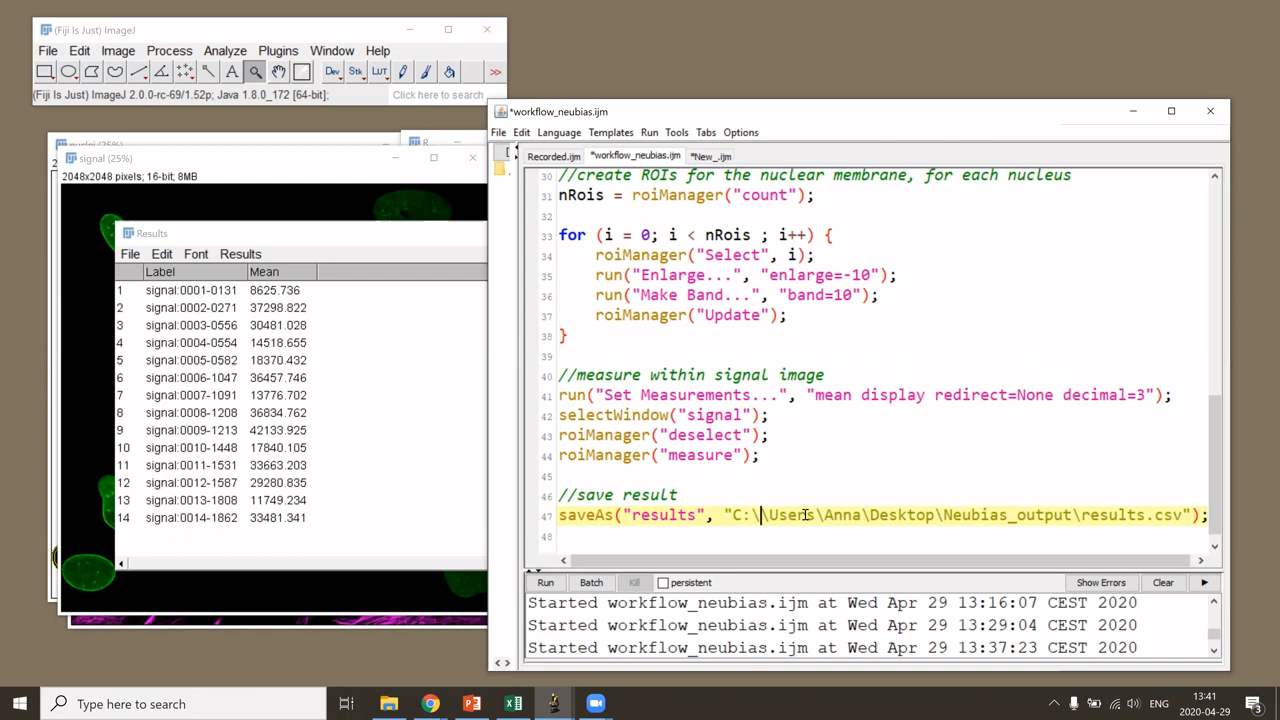 (Fiji Is Just) ImageJ
File Edit Image Process Analyze Plugins Window Help
Dev Stk LUT >>
(Fiji Is Just) ImageJ 2.0.0-rc-69/1.52p; Java 1.8.0_172 [64-bit];
Click here to search
nuclei (25%)
signal (25%)
2048x2048 pixels; 16-bit; 8MB
Results
File Edit Font Results
Label Mean
1 signal:0001-0131 8625.736
2 signal:0002-0271 37298.822
3 signal:0003-0556 30481.028
4 signal:0004-0554 14518.655
5 signal:0005-0582 18370.432
6 signal:0006-1047 36457.746
7 signal:0007-1091 13776.702
8 signal:0008-1208 36834.762
9 signal:0009-1213 42133.925
10 signal:0010-1448 17840.105
11 signal:0011-1531 33663.203
12 signal:0012-1587 29280.835
13 signal:0013-1808 11749.234
14 signal:0014-1862 33481.341
*workflow_neubias.ijm
File Edit Language Templates Run Tools Tabs Options
Recorded.ijm *workflow_neubias.ijm *New_.ijm
30 //create ROIs for the nuclear membrane, for each nucleus
31 nRois = roiManager("count");
32
33 for (i = 0; i < nRois ; i++) {
34 roiManager("Select", i);
35 run("Enlarge...", "enlarge=-10");
36 run("Make Band...", "band=10");
37 roiManager("Update");
38 }
39
40 //measure within signal image
41 run("Set Measurements...", "mean display redirect=None decimal=3");
42 selectWindow("signal");
43 roiManager("deselect");
44 roiManager("measure");
45
46 //save result
47 saveAs("results", "C:\\Users\Anna\Desktop\Neubias_output\results.csv");
48
Run Batch Kill persistent Show Errors Clear
Started workflow_neubias.ijm at Wed Apr 29 13:16:07 CEST 2020
Started workflow_neubias.ijm at Wed Apr 29 13:29:04 CEST 2020
Started workflow_neubias.ijm at Wed Apr 29 13:37:23 CEST 2020
Type here to search
ENG
13:41
2020-04-29
3